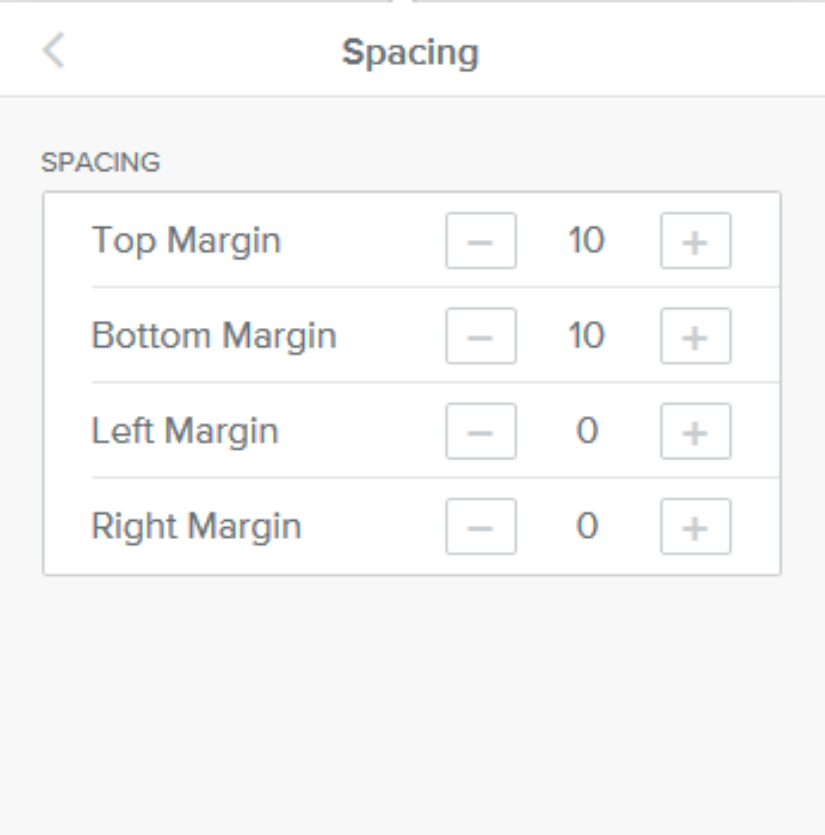 Spacing
SPACING
Top Margin − 10 +
Bottom Margin − 10 +
Left Margin − 0 +
Right Margin − 0 +